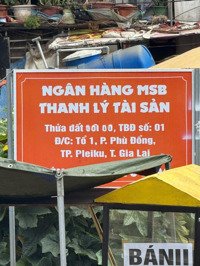 NGÂN HÀNG MSB
THANH LÝ TÀI SẢN
Thửa đất số: 60, TBĐ số: 01
Đ/C: Tổ 1, P. Phù Đổng,
TP. Pleiku, T. Gia Lai
BÁNH